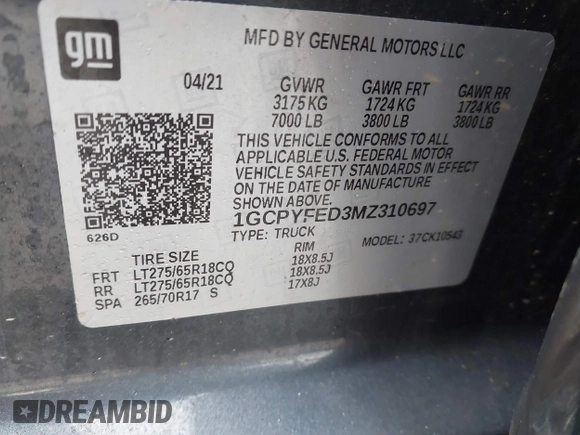 gm
MFD BY GENERAL MOTORS LLC
04/21 GVWR GAWR FRT GAWR RR
3175 KG 1724 KG 1724 KG
7000 LB 3800 LB 3800 LB
THIS VEHICLE CONFORMS TO ALL
APPLICABLE U.S. FEDERAL MOTOR
VEHICLE SAFETY STANDARDS IN EFFECT
ON THE DATE OF MANUFACTURE
1GCPYFED3MZ310697
626D
TYPE: TRUCK MODEL: 37CK10543
TIRE SIZE RIM
FRT LT275/65R18CQ 18X8.5J
RR LT275/65R18CQ 18X8.5J
SPA 265/70R17 S 17X8J
DREAMBID